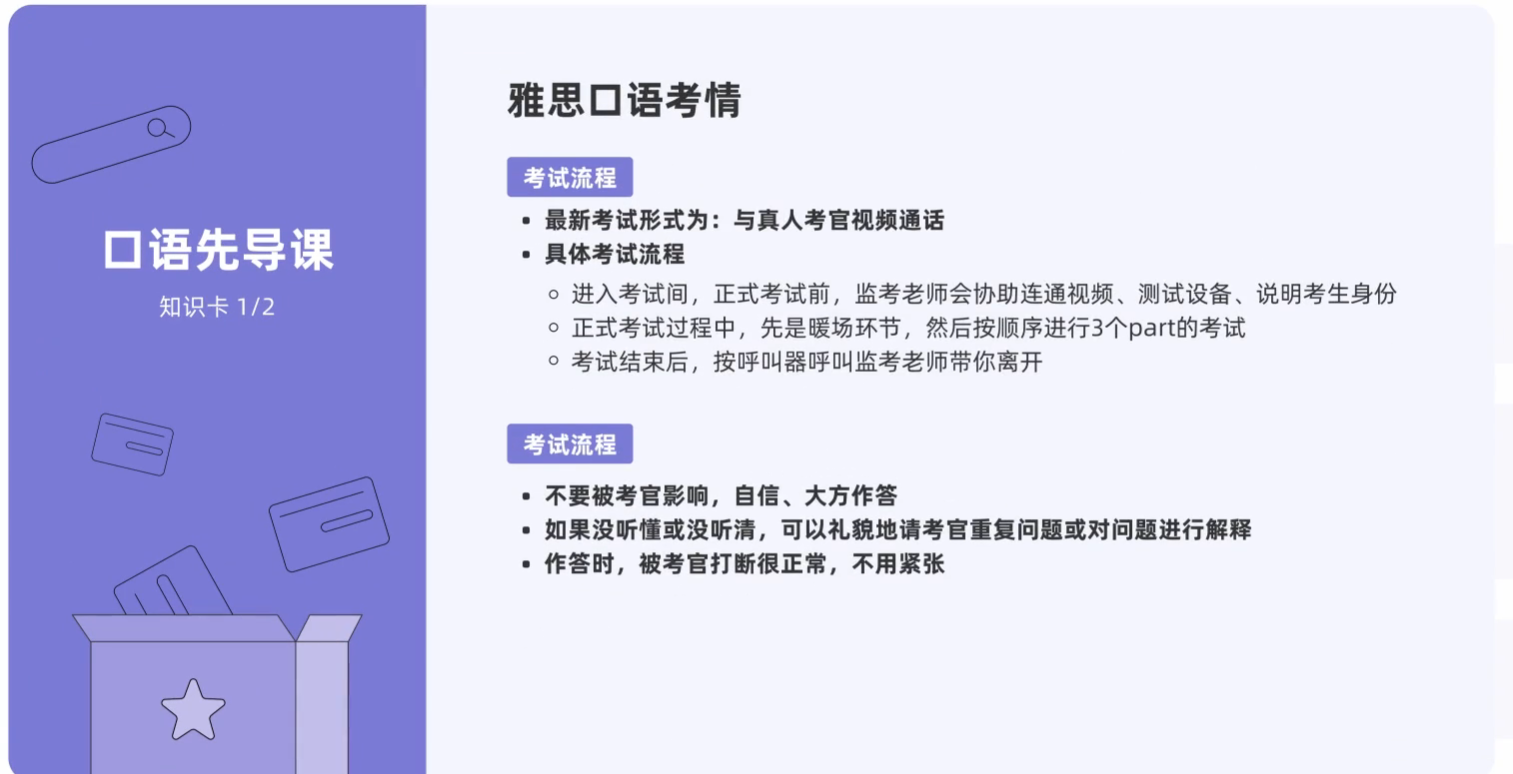 口语先导课
知识卡 1/2
雅思口语考情
考试流程
最新考试形式为：与真人考官视频通话
具体考试流程
进入考试间，正式考试前，监考老师会协助连通视频、测试设备、说明考生身份
正式考试过程中，先是暖场环节，然后按顺序进行3个part的考试
考试结束后，按呼叫器呼叫监考老师带你离开
考试流程
不要被考官影响，自信、大方作答
如果没听懂或没听清，可以礼貌地请考官重复问题或对问题进行解释
作答时，被考官打断很正常，不用紧张